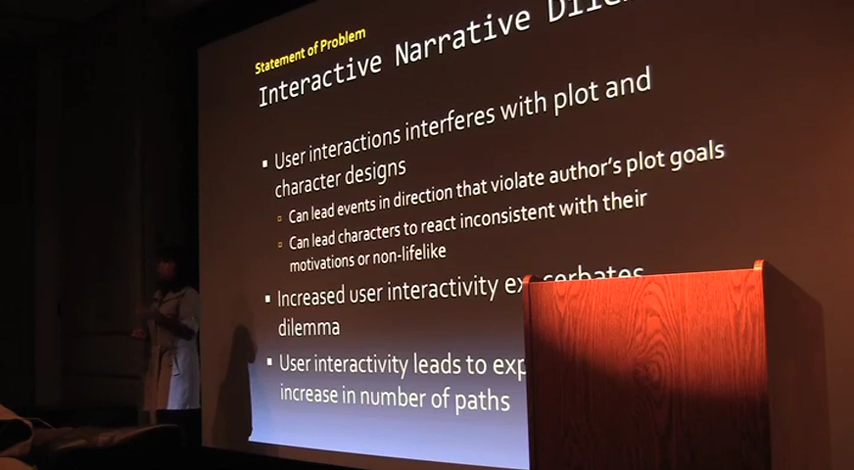 Statement of Problem
Interactive Narrative
▪ User interactions interferes with plot and
character designs
▫ Can lead events in direction that violate author's plot goals
▫ Can lead characters to react inconsistent with their
motivations or non-lifelike
▪ Increased user interactivity
dilemma
▪ User interactivity leads to
increase in number of paths